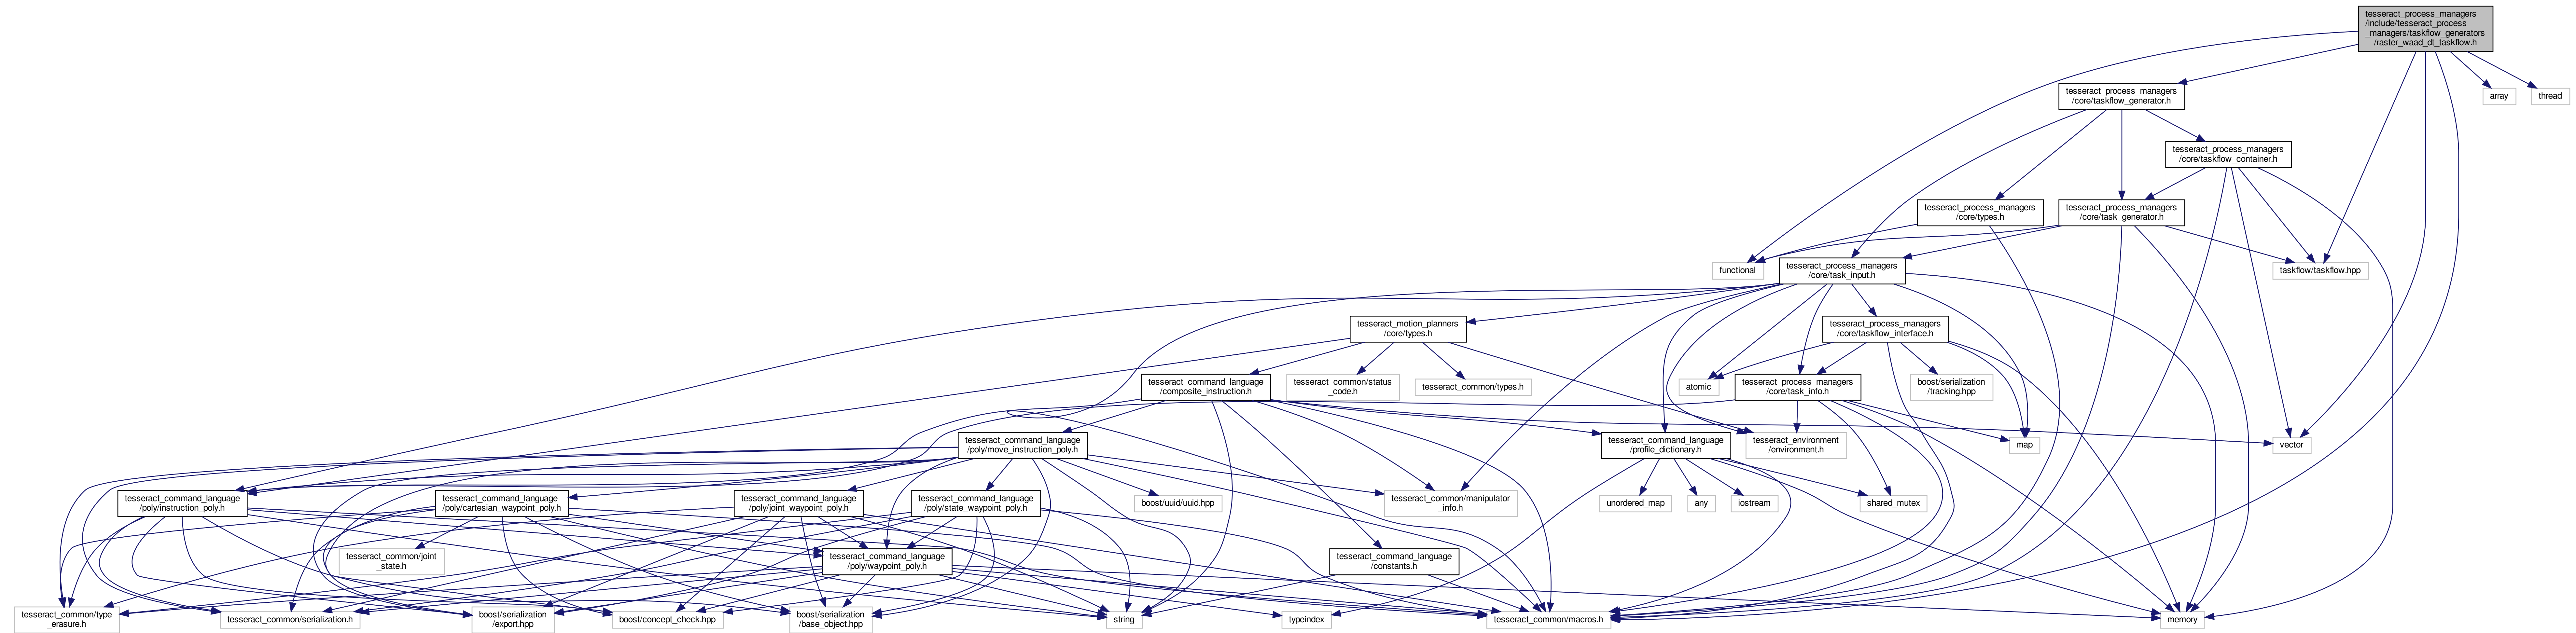 tesseract_process_managers
/include/tesseract_process
_managers/taskflow_generators
/raster_waad_dt_taskflow.h
tesseract_process_managers
/core/taskflow_generator.h
array
thread
tesseract_process_managers
/core/taskflow_container.h
tesseract_process_managers
/core/types.h
tesseract_process_managers
/core/task_generator.h
functional
tesseract_process_managers
/core/task_input.h
taskflow/taskflow.hpp
tesseract_motion_planners
/core/types.h
tesseract_process_managers
/core/taskflow_interface.h
tesseract_command_language
/composite_instruction.h
tesseract_common/status
_code.h
tesseract_common/types.h
atomic
tesseract_process_managers
/core/task_info.h
boost/serialization
/tracking.hpp
tesseract_command_language
/poly/move_instruction_poly.h
tesseract_command_language
/profile_dictionary.h
tesseract_environment
/environment.h
map
vector
tesseract_command_language
/poly/instruction_poly.h
tesseract_command_language
/poly/cartesian_waypoint_poly.h
tesseract_command_language
/poly/joint_waypoint_poly.h
tesseract_command_language
/poly/state_waypoint_poly.h
boost/uuid/uuid.hpp
tesseract_common/manipulator
_info.h
unordered_map
any
iostream
shared_mutex
tesseract_common/joint
_state.h
tesseract_command_language
/poly/waypoint_poly.h
tesseract_command_language
/constants.h
tesseract_common/type
_erasure.h
tesseract_common/serialization.h
boost/serialization
/export.hpp
boost/concept_check.hpp
boost/serialization
/base_object.hpp
string
typeindex
tesseract_common/macros.h
memory